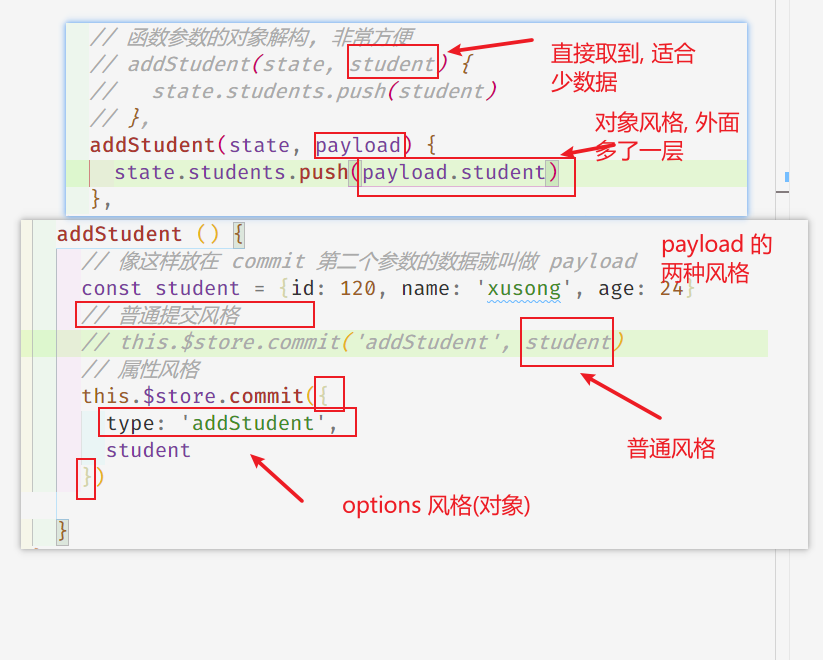 // 函数参数的对象解构, 非常方便
// addStudent(state, student) {
//   state.students.push(student)
// },
addStudent(state, payload) {
  state.students.push(payload.student)
},
直接取到, 适合
少数据
对象风格, 外面
多了一层
addStudent () {
  // 像这样放在 commit 第二个参数的数据就叫做 payload
  const student = {id: 120, name: 'xusong', age: 24}
  // 普通提交风格
  // this.$store.commit('addStudent', student)
  // 属性风格
  this.$store.commit({
    type: 'addStudent',
    student
  })
}
payload 的
两种风格
普通风格
options 风格(对象)